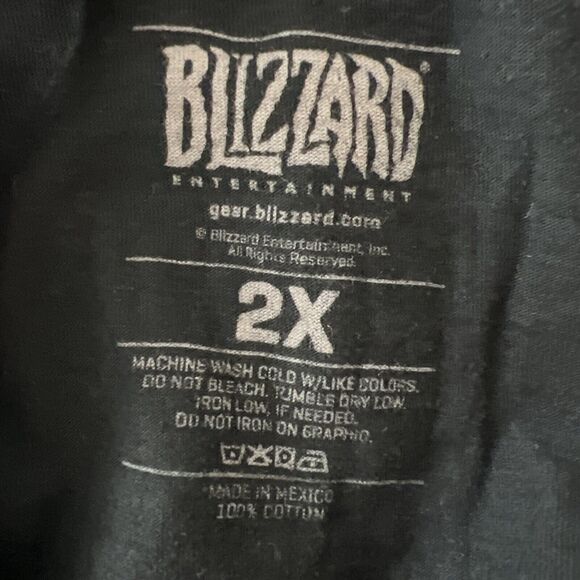 BLIZZARD®
ENTERTAINMENT
gear.blizzard.com
© Blizzard Entertainment, Inc.
All Rights Reserved.
2X
MACHINE WASH COLD W/LIKE COLORS.
DO NOT BLEACH. TUMBLE DRY LOW.
IRON LOW, IF NEEDED.
DO NOT IRON ON GRAPHIC.
MADE IN MEXICO
100% COTTON